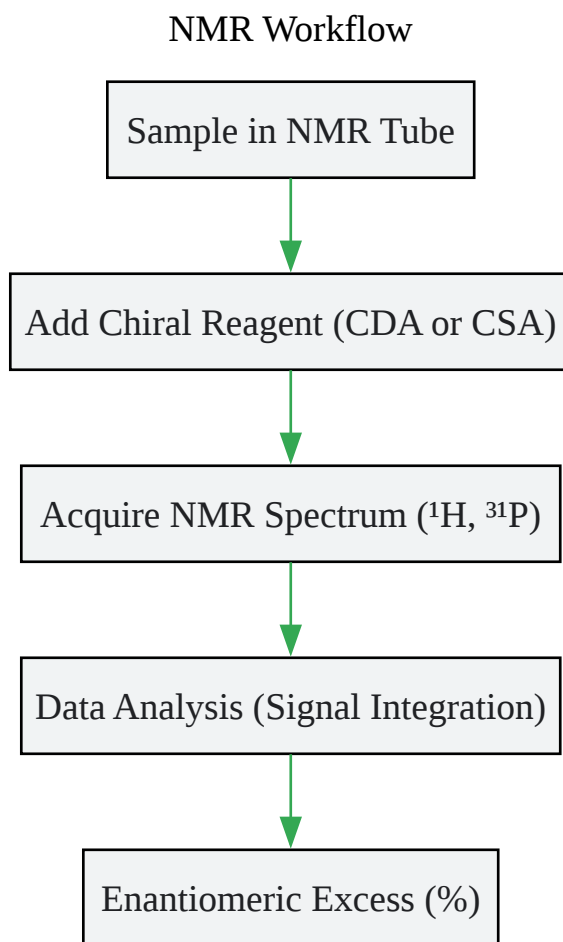 NMR Workflow
Sample in NMR Tube
Add Chiral Reagent (CDA or CSA)
Acquire NMR Spectrum (¹H, ³¹P)
Data Analysis (Signal Integration)
Enantiomeric Excess (%)